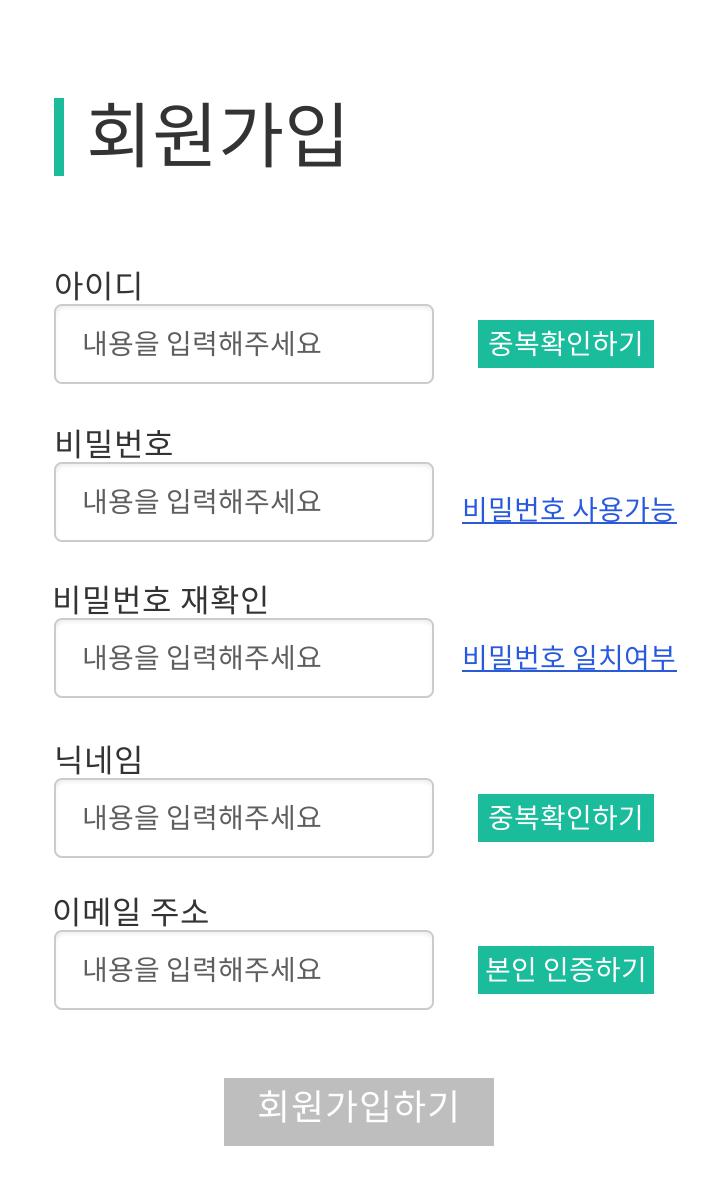 회원가입
아이디
내용을 입력해주세요
중복확인하기
비밀번호
내용을 입력해주세요
비밀번호 사용가능
비밀번호 재확인
내용을 입력해주세요
비밀번호 일치여부
닉네임
내용을 입력해주세요
중복확인하기
이메일 주소
내용을 입력해주세요
본인 인증하기
회원가입하기